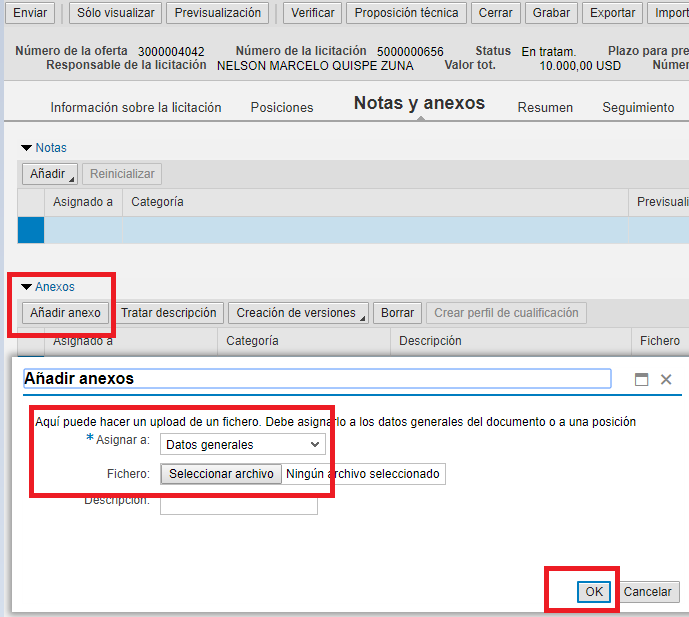 Enviar Sólo visualizar Previsualización Verificar Proposición técnica Cerrar Grabar Exportar Import
Número de la oferta 3000004042 Número de la licitación 5000000656 Status En tratam. Plazo para pre
Responsable de la licitación NELSON MARCELO QUISPE ZUNA Valor tot. 10.000,00 USD Núme
Información sobre la licitación Posiciones Notas y anexos Resumen Seguimiento
Notas
Añadir Reinicializar
Asignado a Categoría Previsuali
Anexos
Añadir anexo Tratar descripción Creación de versiones Borrar Crear perfil de cualificación
Asignado a Categoría Descripción Fichero
Añadir anexos
Aquí puede hacer un upload de un fichero. Debe asignarlo a los datos generales del documento o a una posición
* Asignar a: Datos generales
Fichero: Seleccionar archivo Ningún archivo seleccionado
Descripción:
OK Cancelar